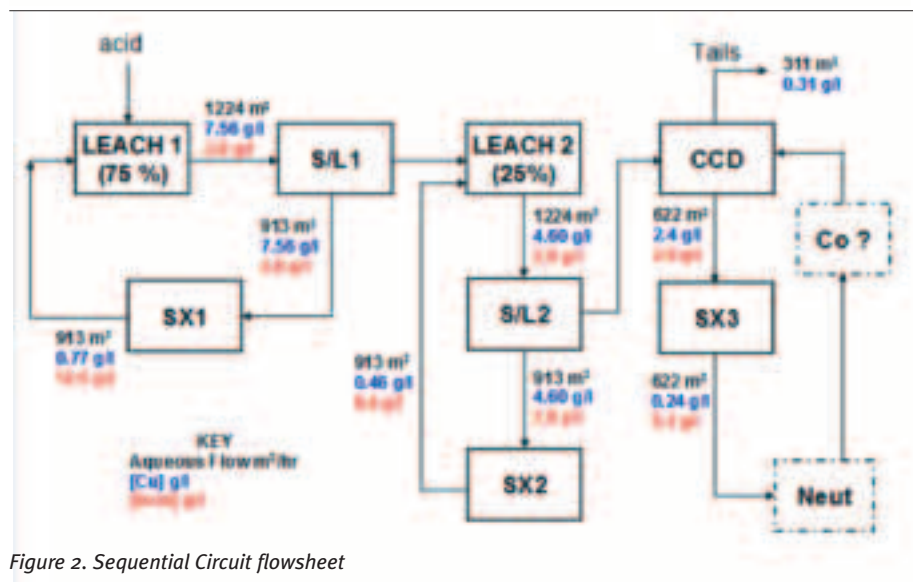 acid
Tails
311 m³
0.31 g/l
1224 m³
7.56 g/l
LEACH 1
(75 %)
S/L1
LEACH 2
(25%)
CCD
913 m³
7.56 g/l
1224 m³
4.60 g/l
622 m³
2.4 g/l
Co ?
SX1
S/L2
SX3
913 m³
0.77 g/l
913 m³
0.46 g/l
913 m³
4.60 g/l
622 m³
0.24 g/l
KEY
Aqueous Flow m³/hr
[Cu] g/l
SX2
Neut
Figure 2. Sequential Circuit flowsheet